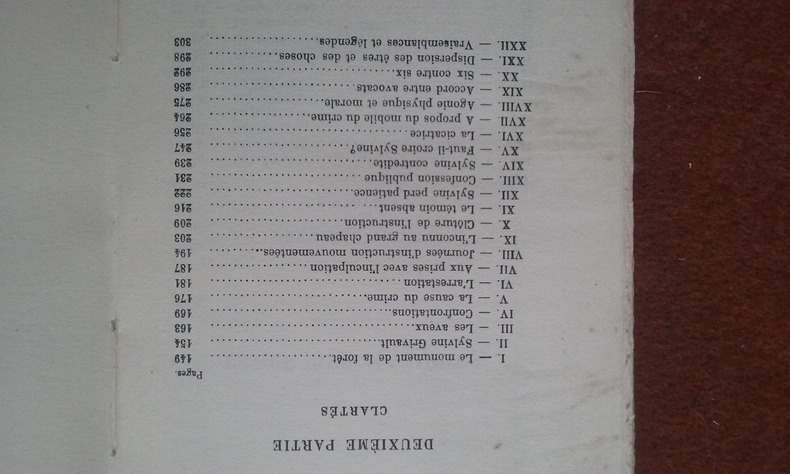 DEUXIÈME PARTIE
CLARTÉS
Pages.
I. — Le monument de la forêt. 149
II — Sylvine Grivault. 154
III. — Les aveux. 163
IV. — Confrontations. 169
V. — La cause du crime. 176
VI. — L'arrestation. 181
VII. — Aux prises avec l'inculpation. 187
VIII. — Journées d'instruction mouvementées. 194
IX. — L'inconnu au grand chapeau. 203
X. — Clôture de l'instruction. 209
XI. — Le témoin absent. 216
XII. — Sylvine perd patience. 222
XIII. — Confession publique. 231
XIV. — Sylvine contredite. 239
XV. — Faut-il croire Sylvine? 247
XVI. — La cicatrice. 256
XVII. — A propos du mobile du crime. 264
XVIII. — Agonie physique et morale. 275
XIX. — Accord entre avocats. 286
XX. — Six contre six. 292
XXI. — Dispersion des êtres et des choses. 298
XXII. — Vraisemblances et légendes. 303